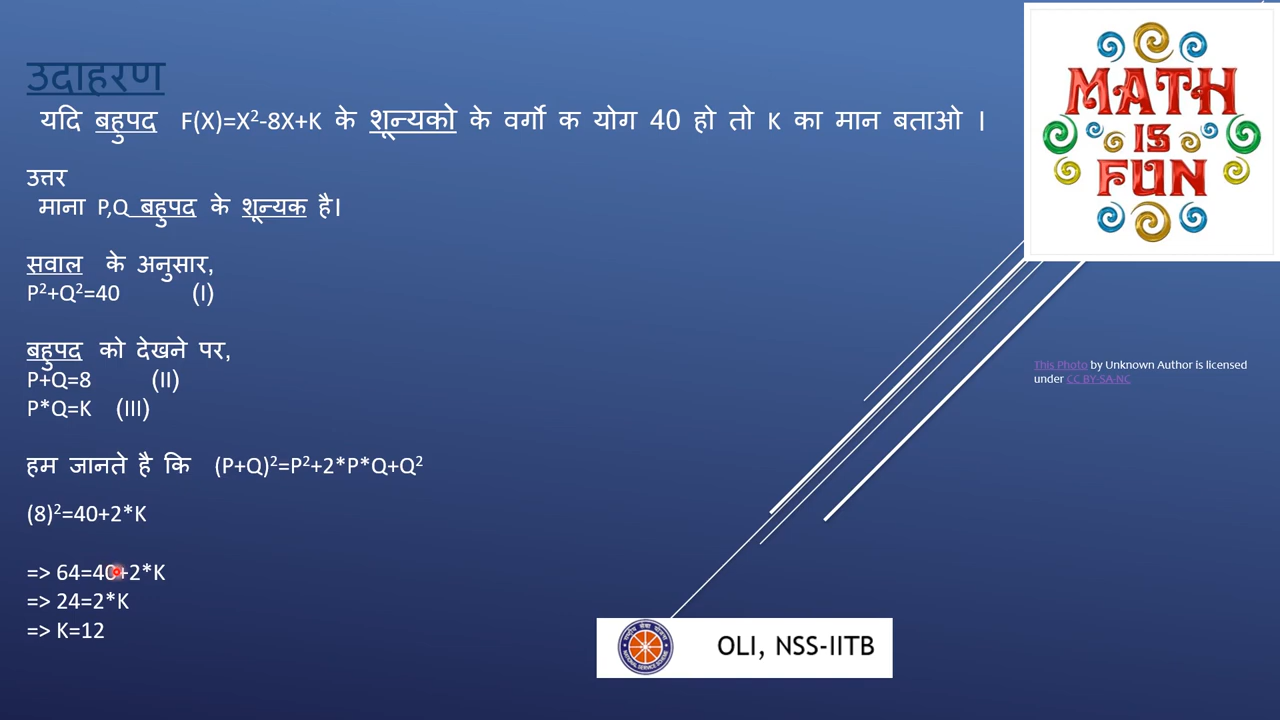 उदाहरण
यदि बहुपद F(X)=X²-8X+K के शून्यको के वर्गो क योग 40 हो तो K का मान बताओ ।
उत्तर
माना P,Q बहुपद के शून्यक है।
सवाल के अनुसार,
P²+Q²=40 (I)
बहुपद को देखने पर,
P+Q=8 (II)
P*Q=K (III)
हम जानते है कि (P+Q)²=P²+2*P*Q+Q²
(8)²=40+2*K
=> 64=40+2*K
=> 24=2*K
=> K=12
MATH
IS
FUN
This Photo by Unknown Author is licensed
under CC BY-SA-NC
OLI, NSS-IITB